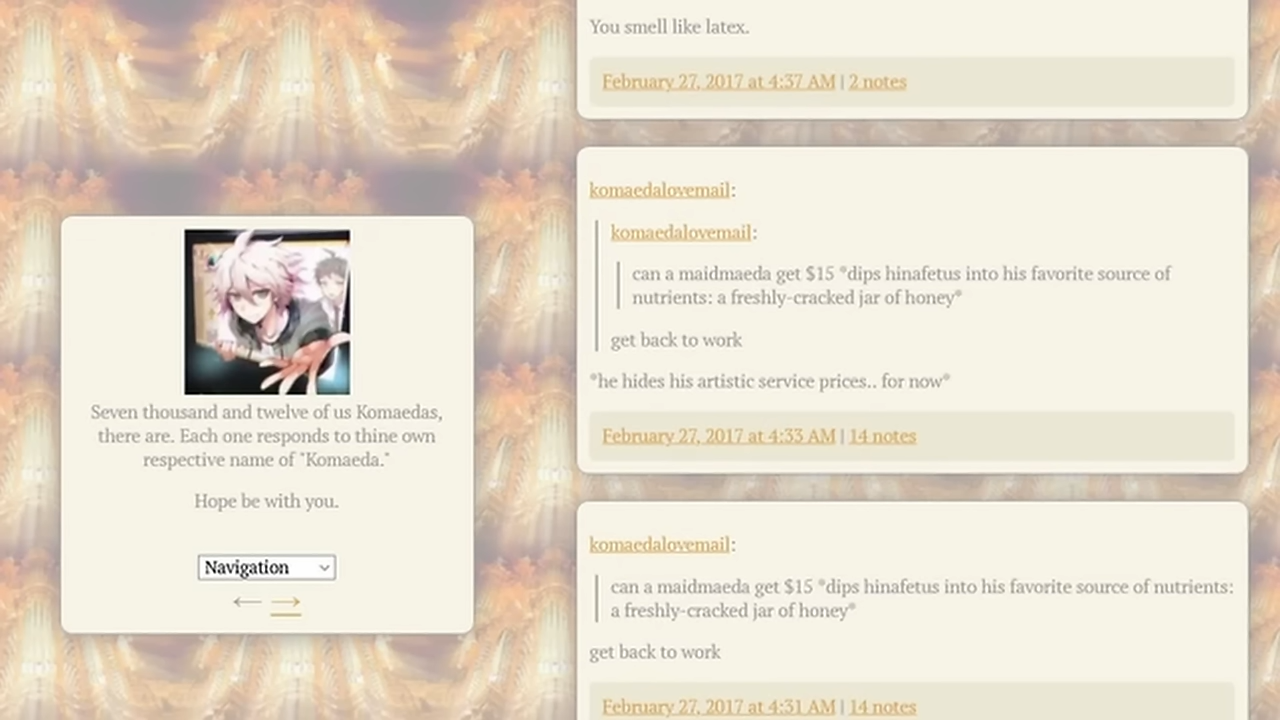 You smell like latex.
February 27, 2017 at 4:37 AM | 2 notes
komaedalovemail:
komaedalovemail:
can a maidmaeda get $15 *dips hinafetus into his favorite source of
nutrients: a freshly-cracked jar of honey*
get back to work
*he hides his artistic service prices.. for now*
February 27, 2017 at 4:33 AM | 14 notes
komaedalovemail:
can a maidmaeda get $15 *dips hinafetus into his favorite source of nutrients:
a freshly-cracked jar of honey*
get back to work
February 27, 2017 at 4:31 AM | 14 notes
Seven thousand and twelve of us Komaedas,
there are. Each one responds to thine own
respective name of "Komaeda."
Hope be with you.
Navigation
← →